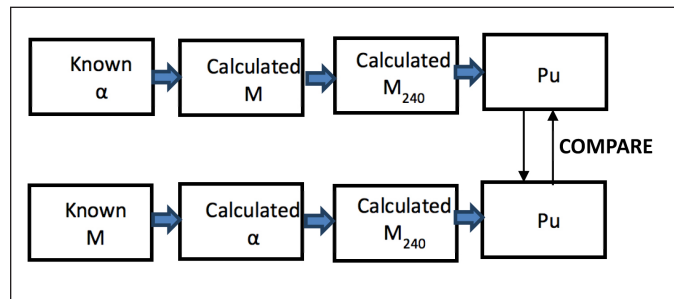 Known
α
Calculated
M
Calculated
M₂₄₀
Pu
COMPARE
Known
M
Calculated
α
Calculated
M₂₄₀
Pu